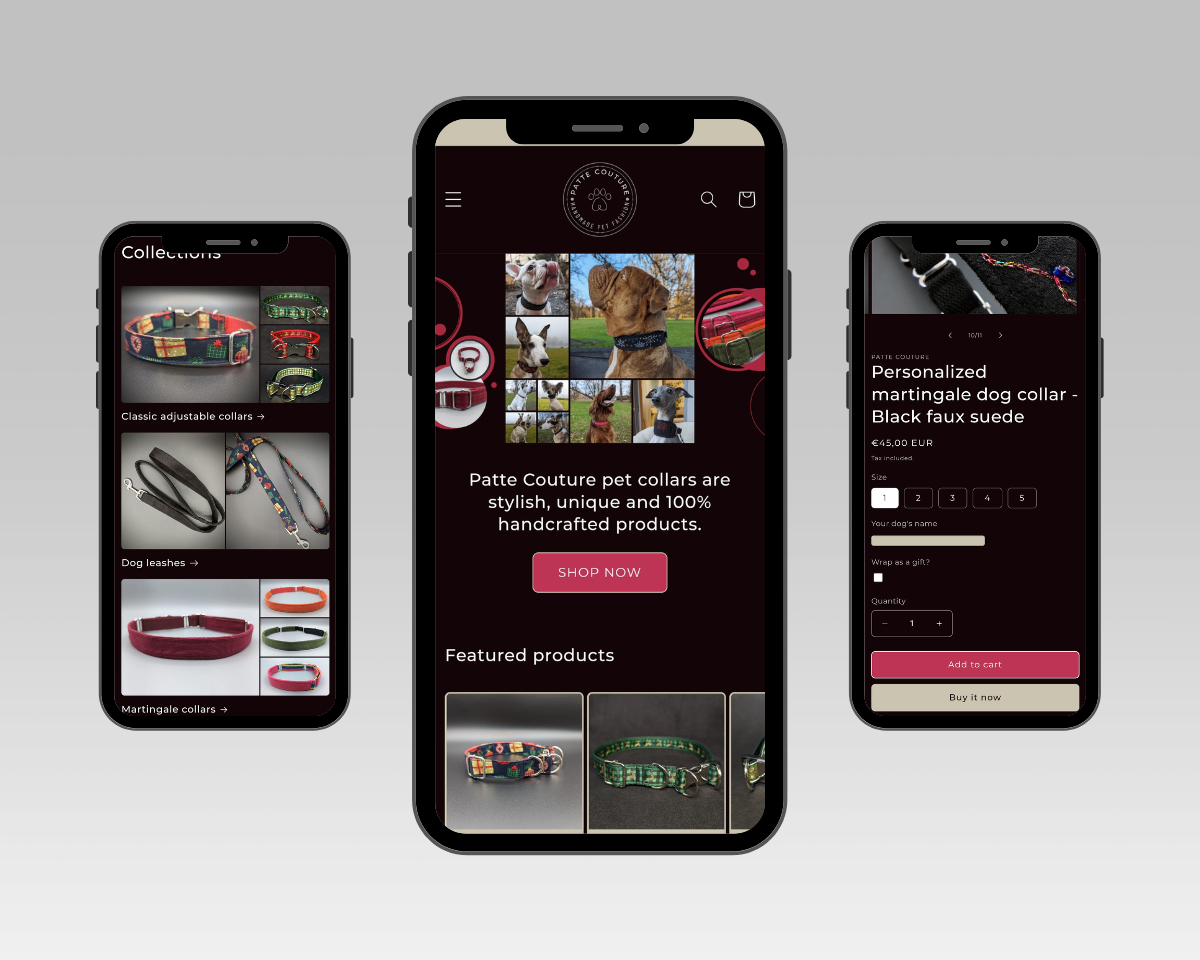 Collections
Classic adjustable collars →
Dog leashes →
Martingale collars →
PATTE COUTURE
HANDMADE PET FASHION
Patte Couture pet collars are
stylish, unique and 100%
handcrafted products.
SHOP NOW
Featured products
10/11
PATTE COUTURE
Personalized
martingale dog collar -
Black faux suede
€45,00 EUR
Tax included.
Size
1 2 3 4 5
Your dog's name
Wrap as a gift?
Quantity
− 1 +
Add to cart
Buy it now